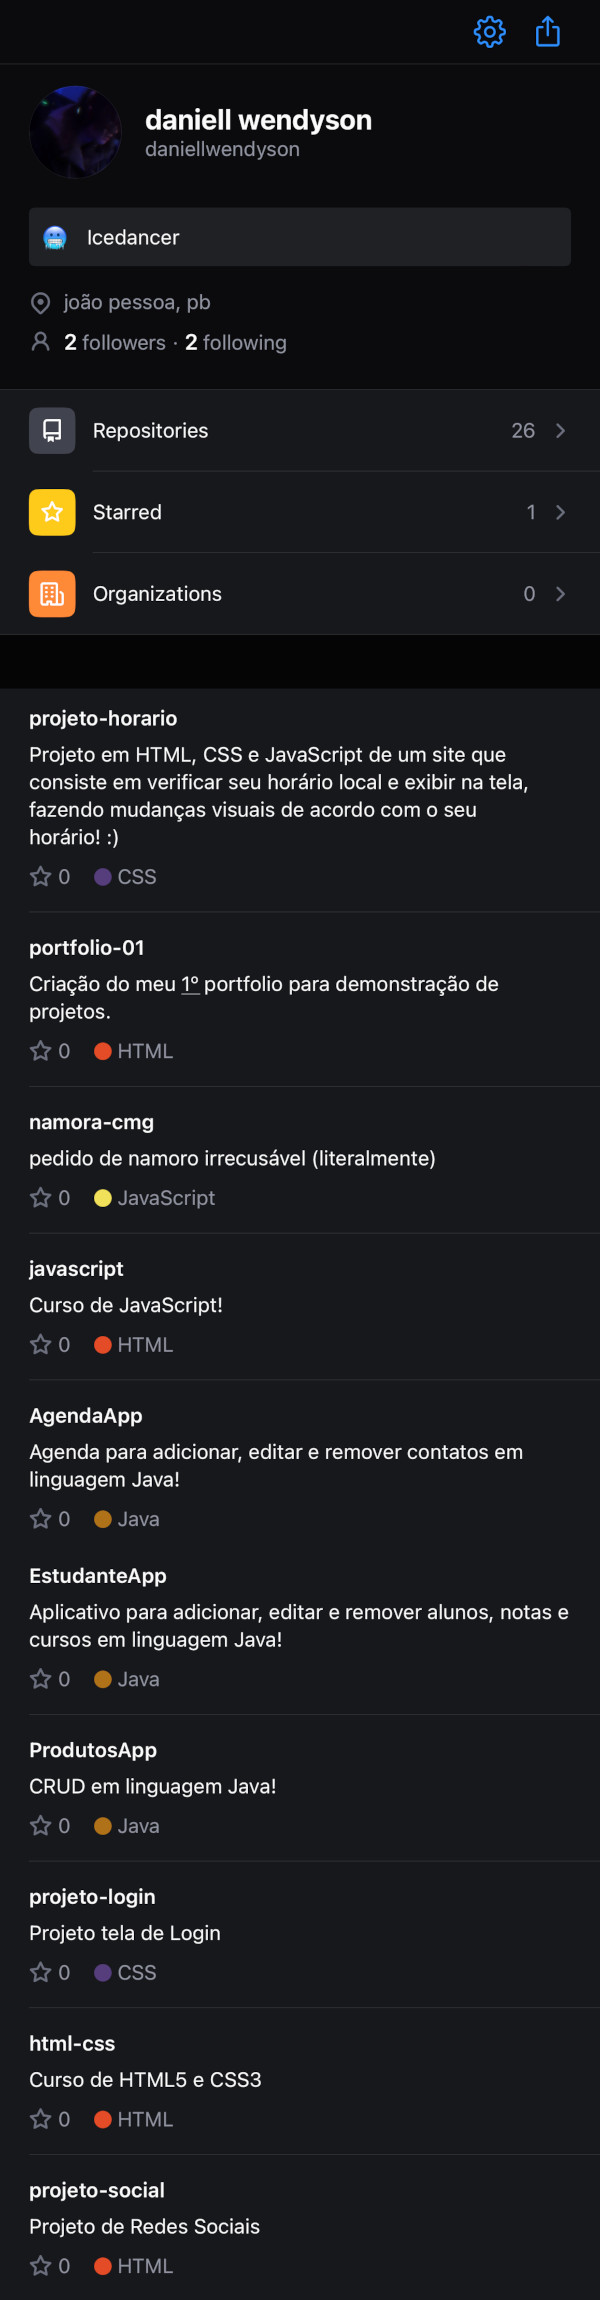 daniell wendyson
daniellwendyson
Icedancer
joão pessoa, pb
2 followers · 2 following
Repositories 26
Starred 1
Organizations 0
projeto-horario
Projeto em HTML, CSS e JavaScript de um site que
consiste em verificar seu horário local e exibir na tela,
fazendo mudanças visuais de acordo com o seu
horário! :)
0 CSS
portfolio-01
Criação do meu 1º portfolio para demonstração de
projetos.
0 HTML
namora-cmg
pedido de namoro irrecusável (literalmente)
0 JavaScript
javascript
Curso de JavaScript!
0 HTML
AgendaApp
Agenda para adicionar, editar e remover contatos em
linguagem Java!
0 Java
EstudanteApp
Aplicativo para adicionar, editar e remover alunos, notas e
cursos em linguagem Java!
0 Java
ProdutosApp
CRUD em linguagem Java!
0 Java
projeto-login
Projeto tela de Login
0 CSS
html-css
Curso de HTML5 e CSS3
0 HTML
projeto-social
Projeto de Redes Sociais
0 HTML